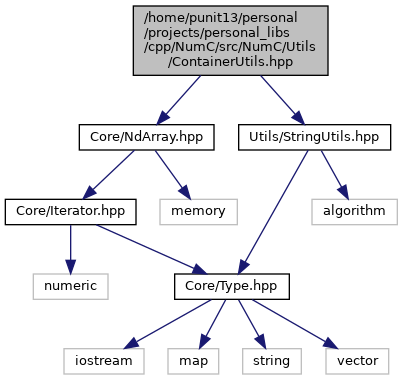 /home/punit13/personal
/projects/personal_libs
/cpp/NumC/src/NumC/Utils
/ContainerUtils.hpp
Core/NdArray.hpp
Utils/StringUtils.hpp
Core/Iterator.hpp
memory
algorithm
numeric
Core/Type.hpp
iostream
map
string
vector